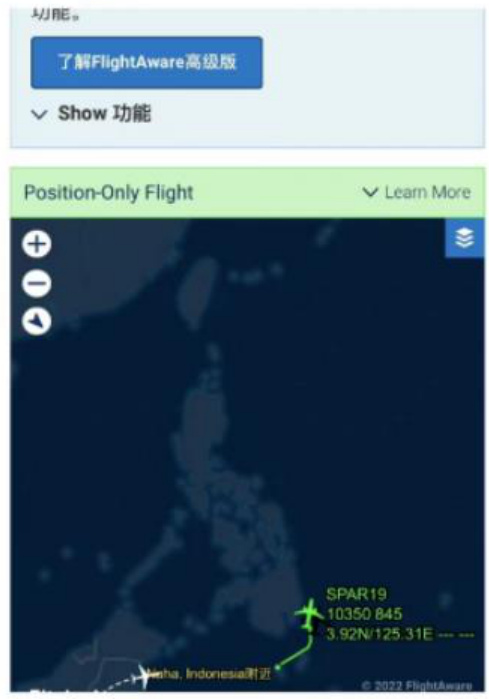 功能。
了解FlightAware高级版
Show 功能
Position-Only Flight
Learn More
SPAR19
10350 845
3.92N/125.31E --- ---
Naha, Indonesia附近
© 2022 FlightAware